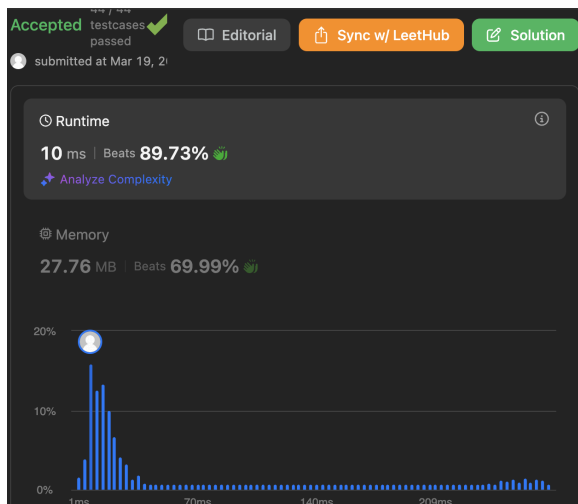 Accepted
44 / 44
testcases
passed
Editorial
Sync w/ LeetHub
Solution
submitted at Mar 19, 2
Runtime
10 ms | Beats 89.73%
Analyze Complexity
Memory
27.76 MB | Beats 69.99%
20%
10%
0%
1ms 70ms 140ms 209ms